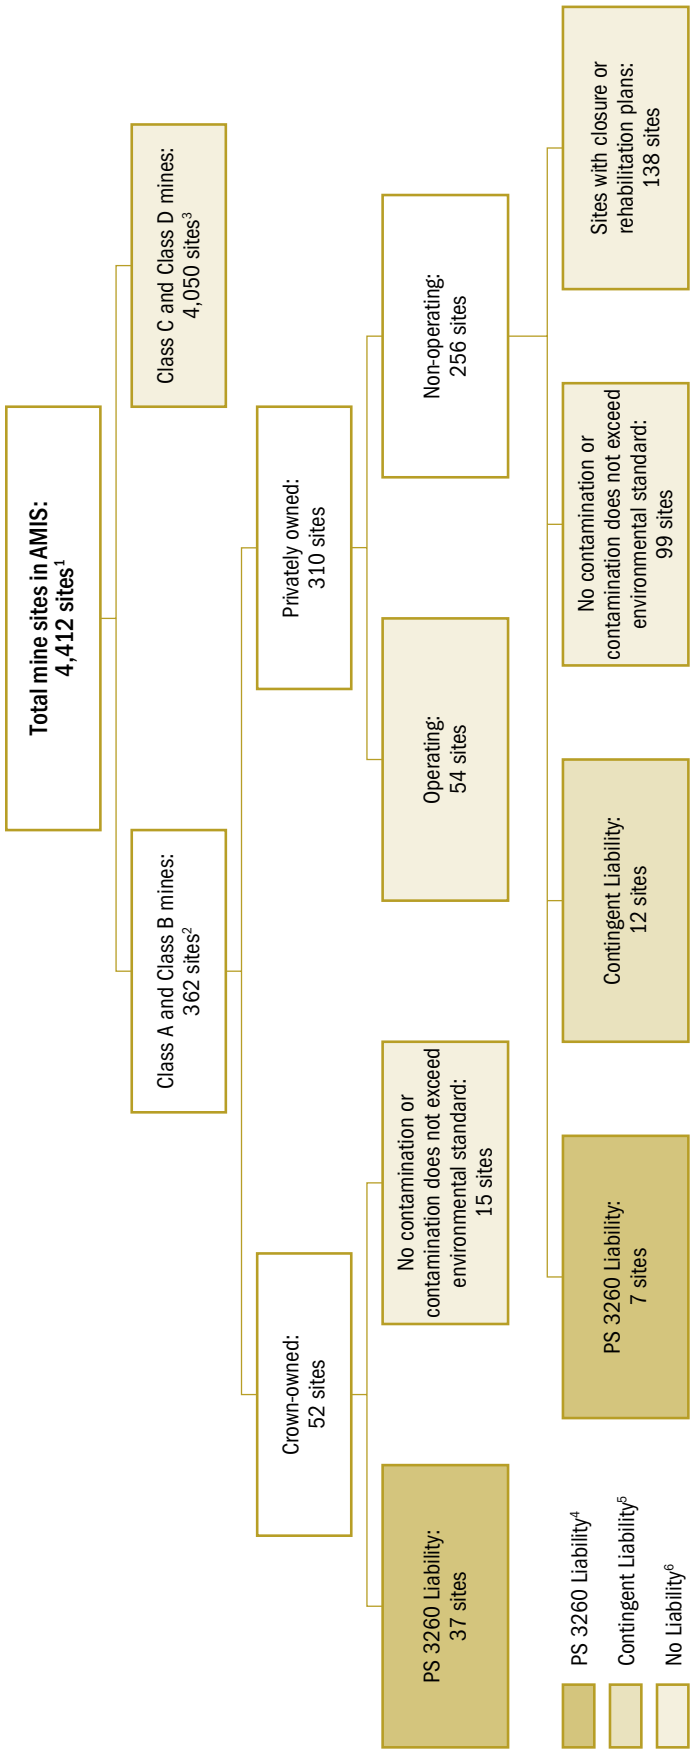 Total mine sites in AMIS:
4,412 sites¹
Class A and Class B mines:
362 sites²
Class C and Class D mines:
4,050 sites³
Crown-owned:
52 sites
Privately owned:
310 sites
PS 3260 Liability:
37 sites
No contamination or
contamination does not exceed
environmental standard:
15 sites
Operating:
54 sites
Non-operating:
256 sites
PS 3260 Liability:
7 sites
Contingent Liability:
12 sites
No contamination or
contamination does not exceed
environmental standard:
99 sites
Sites with closure or
rehabilitation plans:
138 sites
PS 3260 Liability⁴
Contingent Liability⁵
No Liability⁶